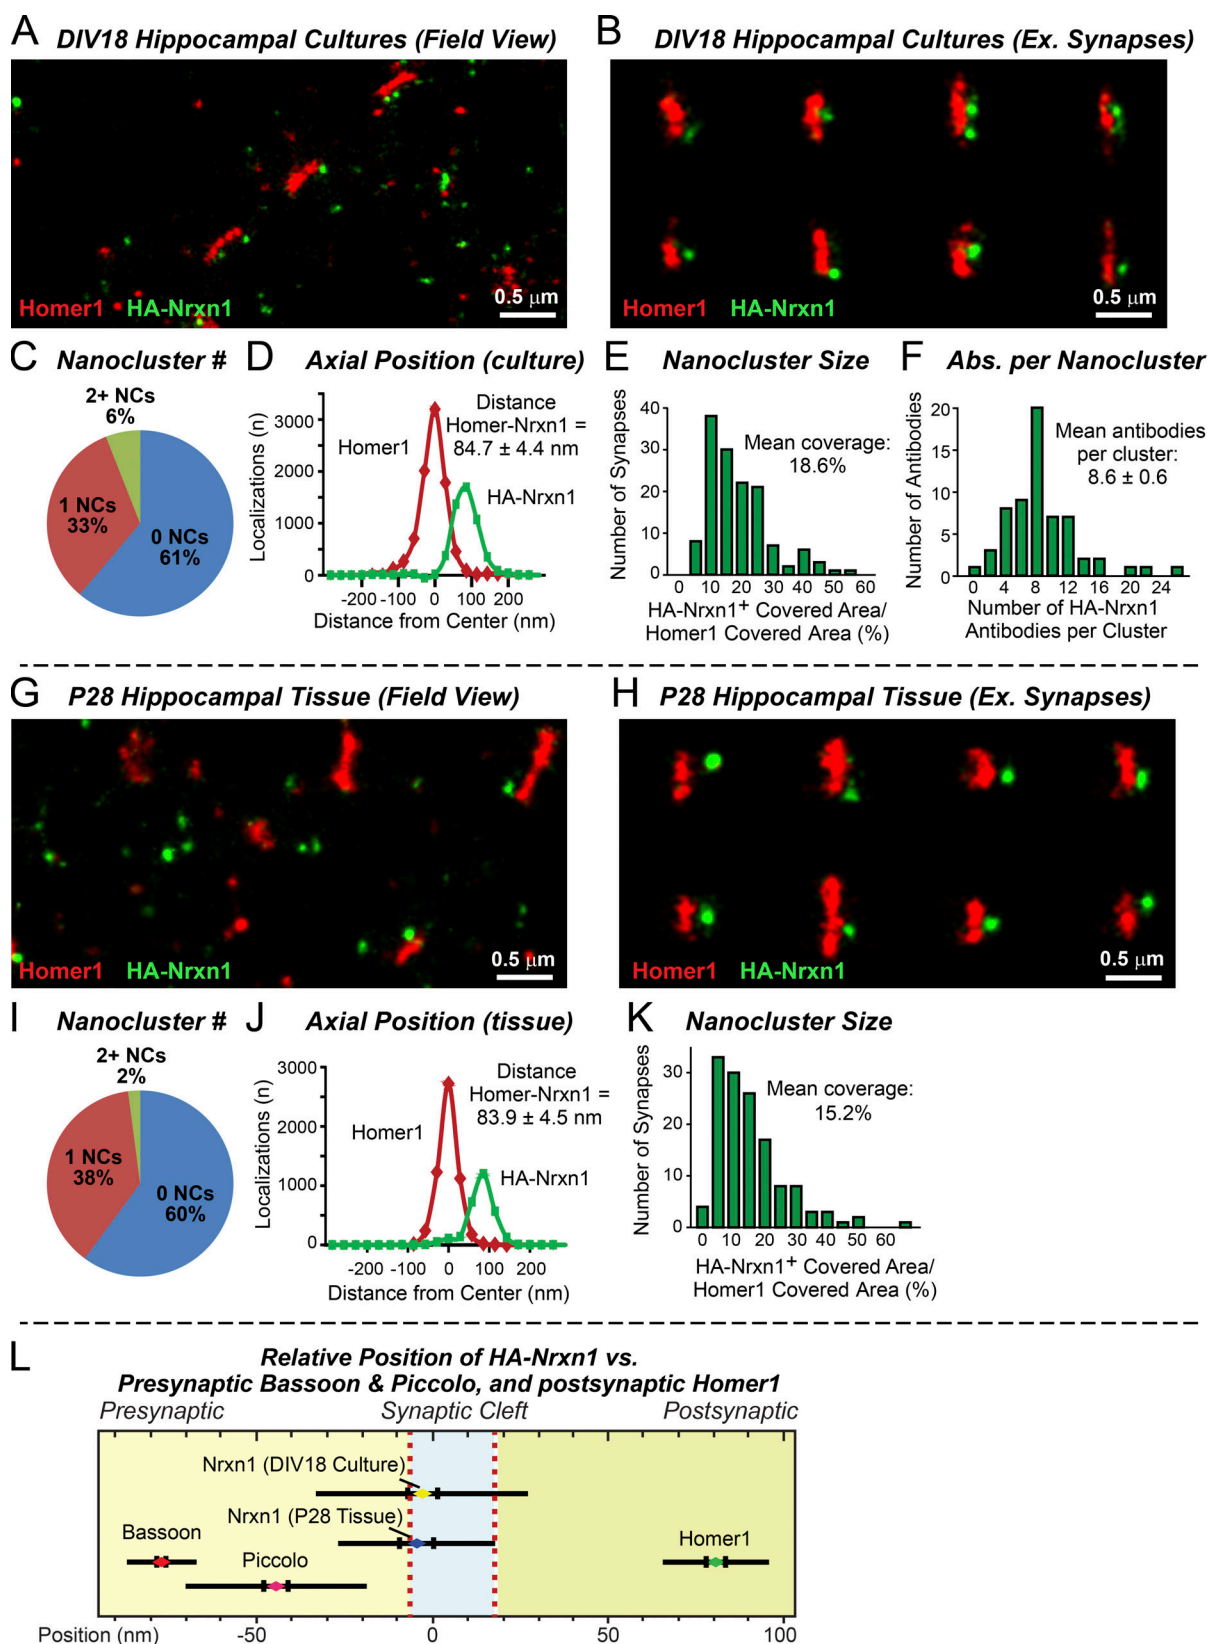 A DIV18 Hippocampal Cultures (Field View)
Homer1 HA-Nrxn1 0.5 μm
B DIV18 Hippocampal Cultures (Ex. Synapses)
Homer1 HA-Nrxn1 0.5 μm
C Nanocluster #
2+ NCs
6%
1 NCs
33%
0 NCs
61%
D Axial Position (culture)
Localizations (n)
3000
2000
1000
0
Homer1
Distance
Homer-Nrxn1 =
84.7 ± 4.4 nm
HA-Nrxn1
-200 -100 0 100 200
Distance from Center (nm)
E Nanocluster Size
Number of Synapses
40
30
20
10
0
Mean coverage:
18.6%
0 10 20 30 40 50 60
HA-Nrxn1+ Covered Area/
Homer1 Covered Area (%)
F Abs. per Nanocluster
Number of Antibodies
20
15
10
5
0
Mean antibodies
per cluster:
8.6 ± 0.6
0 4 8 12 16 20 24
Number of HA-Nrxn1
Antibodies per Cluster
G P28 Hippocampal Tissue (Field View)
Homer1 HA-Nrxn1 0.5 μm
H P28 Hippocampal Tissue (Ex. Synapses)
Homer1 HA-Nrxn1 0.5 μm
I Nanocluster #
2+ NCs
2%
1 NCs
38%
0 NCs
60%
J Axial Position (tissue)
Localizations (n)
3000
2000
1000
0
Homer1
Distance
Homer-Nrxn1 =
83.9 ± 4.5 nm
HA-Nrxn1
-200 -100 0 100 200
Distance from Center (nm)
K Nanocluster Size
Number of Synapses
30
20
10
0
Mean coverage:
15.2%
0 10 20 30 40 50 60
HA-Nrxn1+ Covered Area/
Homer1 Covered Area (%)
L Relative Position of HA-Nrxn1 vs.
Presynaptic Bassoon & Piccolo, and postsynaptic Homer1
Presynaptic Synaptic Cleft Postsynaptic
Nrxn1 (DIV18 Culture)
Nrxn1 (P28 Tissue)
Bassoon
Piccolo
Homer1
Position (nm) -50 0 50 100